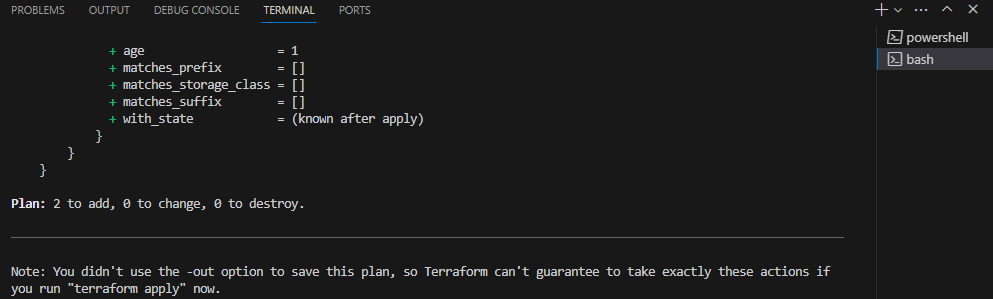 PROBLEMS OUTPUT DEBUG CONSOLE TERMINAL PORTS
powershell
bash
+ age = 1
+ matches_prefix = []
+ matches_storage_class = []
+ matches_suffix = []
+ with_state = (known after apply)
}
}
}
Plan: 2 to add, 0 to change, 0 to destroy.
Note: You didn't use the -out option to save this plan, so Terraform can't guarantee to take exactly these actions if
you run "terraform apply" now.